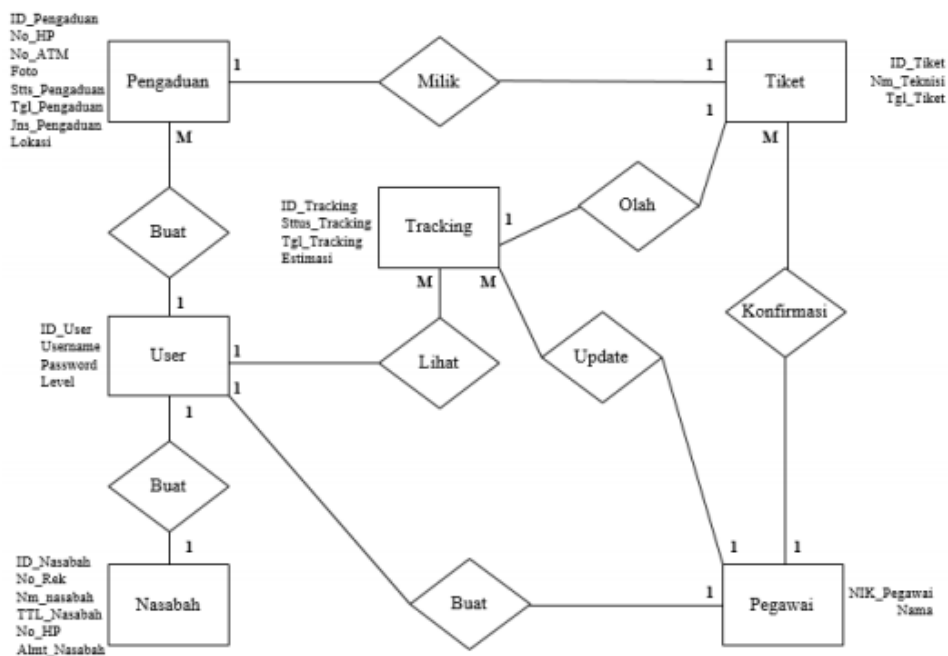 ID_Pengaduan
No_HP
No_ATM
Foto
Stts_Pengaduan
Tgl_Pengaduan
Jns_Pengaduan
Lokasi
Pengaduan
1
Milik
1
Tiket
ID_Tiket
Nm_Teknisi
Tgl_Tiket
M
1
M
Buat
ID_Tracking
Sttus_Tracking
Tgl_Tracking
Estimasi
Tracking
1
Olah
M
M
Konfirmasi
1
ID_User
Username
Password
Level
User
1
1
Lihat
Update
1
Buat
1
ID_Nasabah
No_Rek
Nm_nasabah
TTL_Nasabah
No_HP
Almt_Nasabah
Nasabah
Buat
1
1
1
Pegawai
NIK_Pegawai
Nama